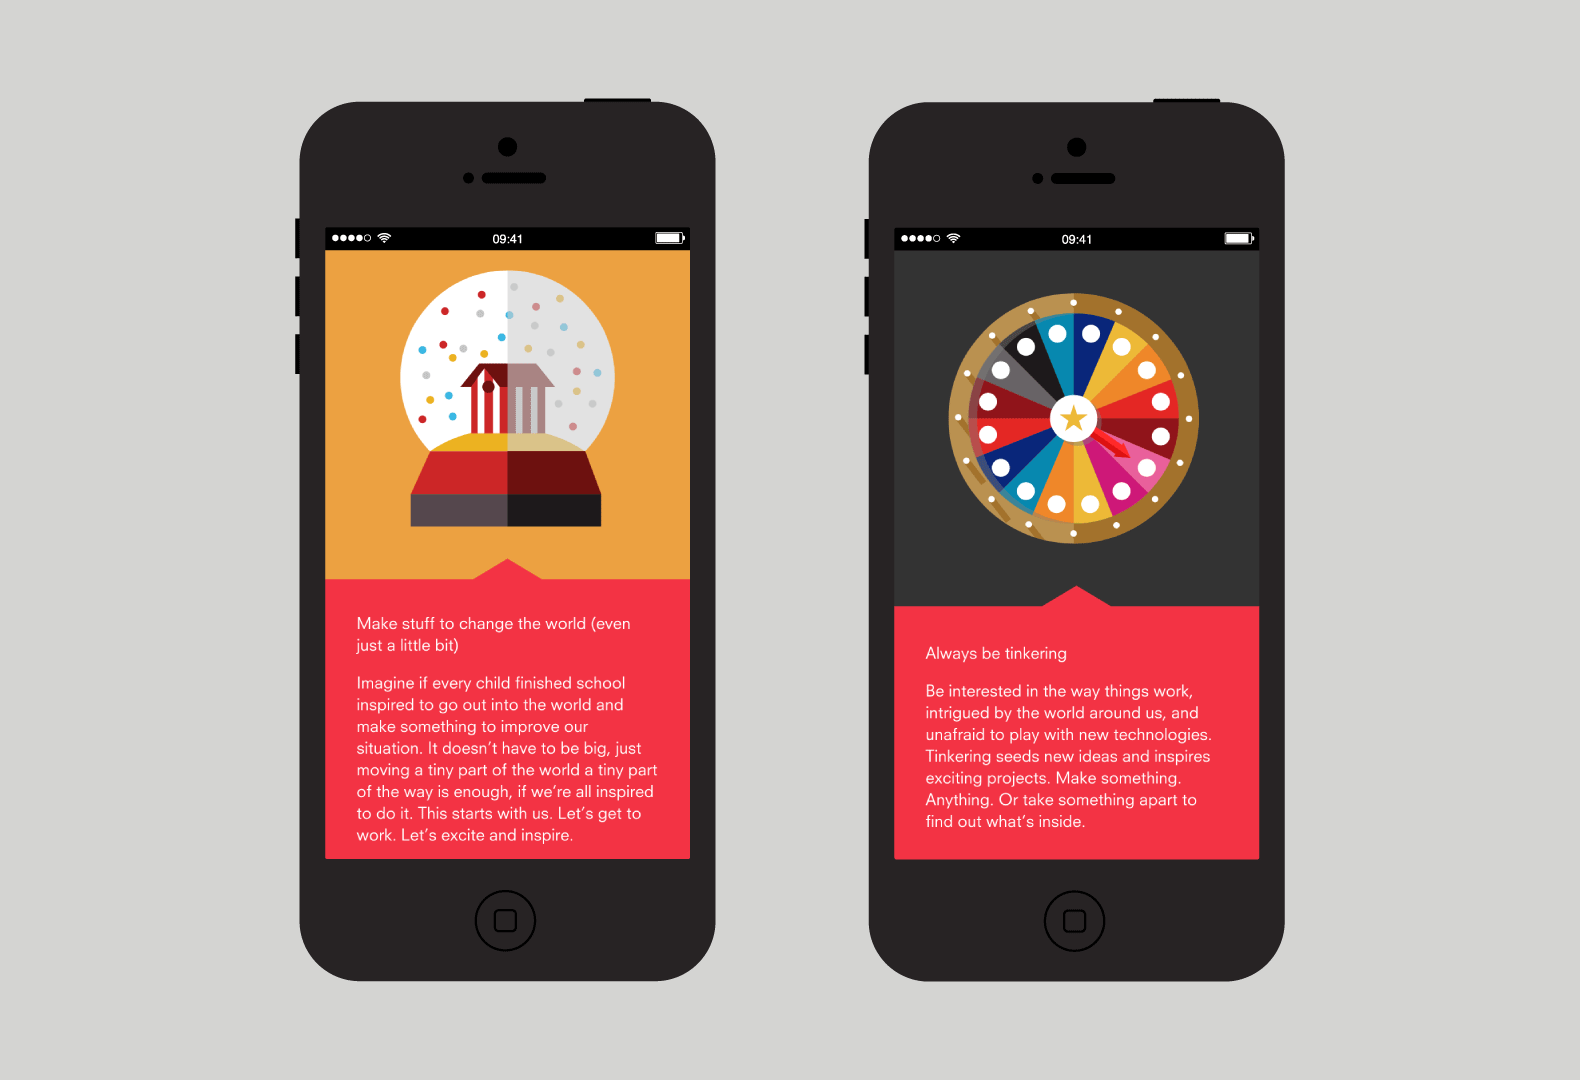 09:41
Make stuff to change the world (even
just a little bit)
Imagine if every child finished school
inspired to go out into the world and
make something to improve our
situation. It doesn’t have to be big, just
moving a tiny part of the world a tiny part
of the way is enough, if we’re all inspired
to do it. This starts with us. Let’s get to
work. Let’s excite and inspire.
09:41
Always be tinkering
Be interested in the way things work,
intrigued by the world around us, and
unafraid to play with new technologies.
Tinkering seeds new ideas and inspires
exciting projects. Make something.
Anything. Or take something apart to
find out what’s inside.